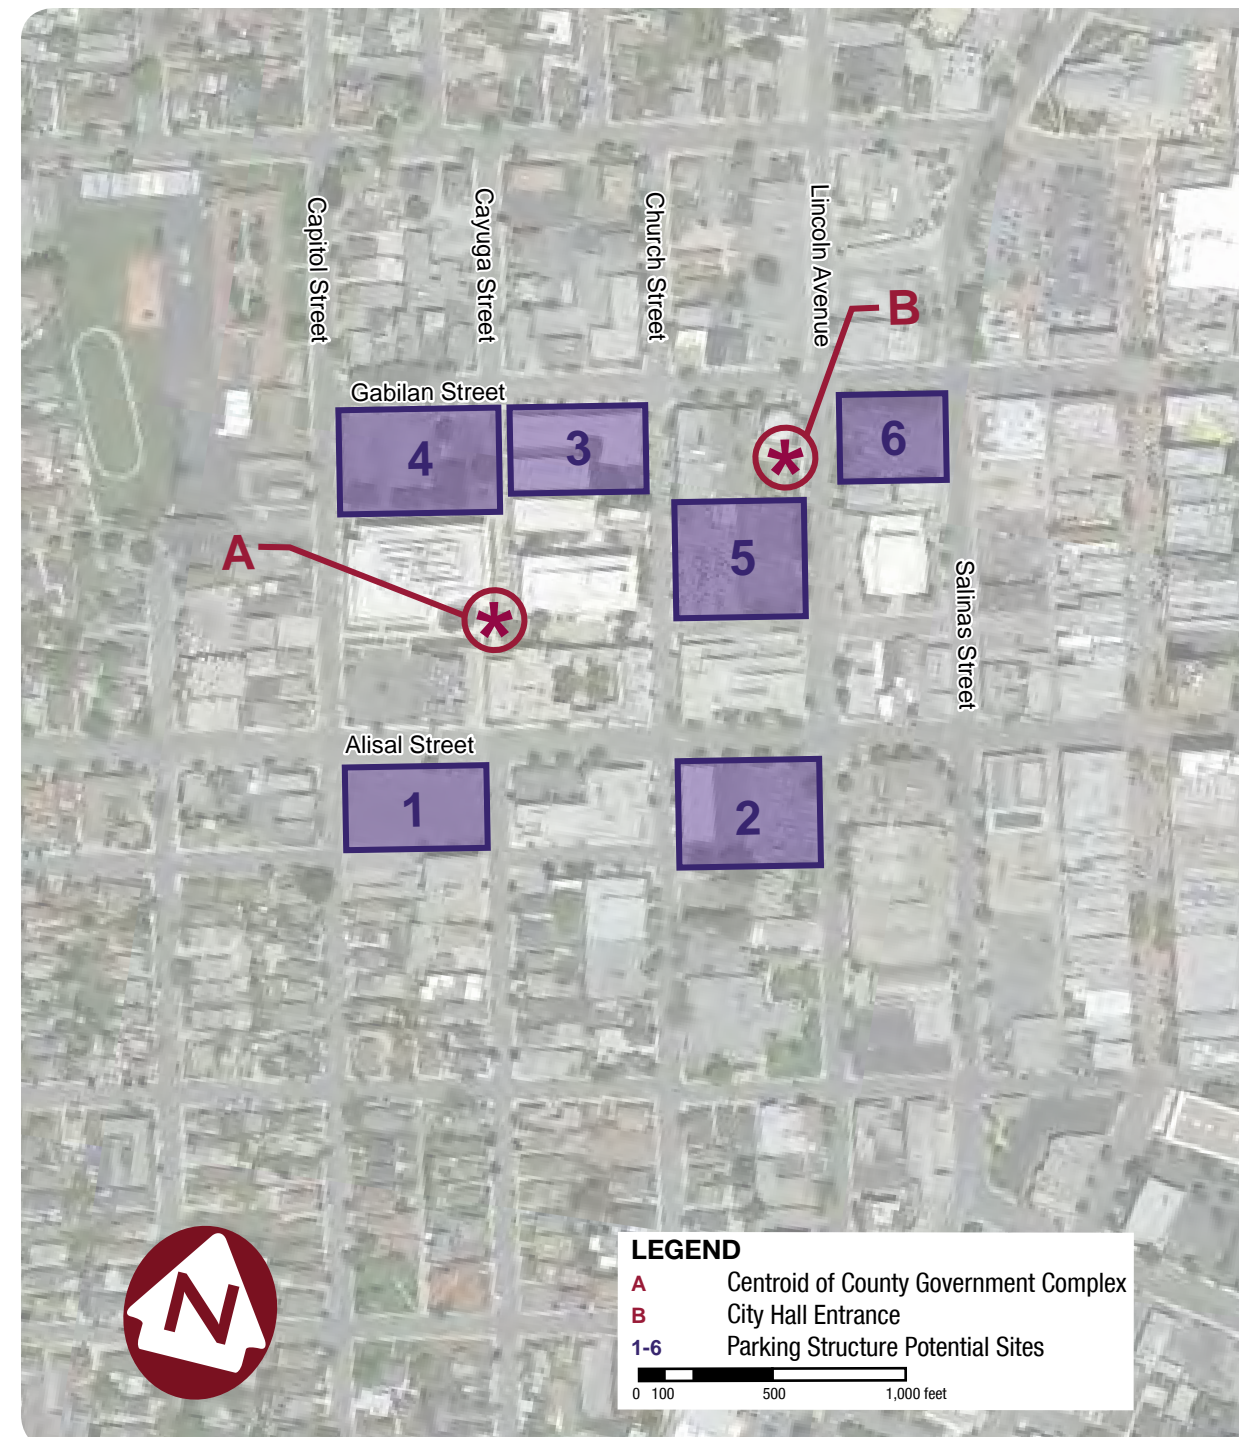 Capitol Street
Cayuga Street
Church Street
Lincoln Avenue
B
Gabilan Street
4
3
*
6
A
5
*
Salinas Street
Alisal Street
1
2
N
LEGEND
A Centroid of County Government Complex
B City Hall Entrance
1-6 Parking Structure Potential Sites
0 100 500 1,000 feet